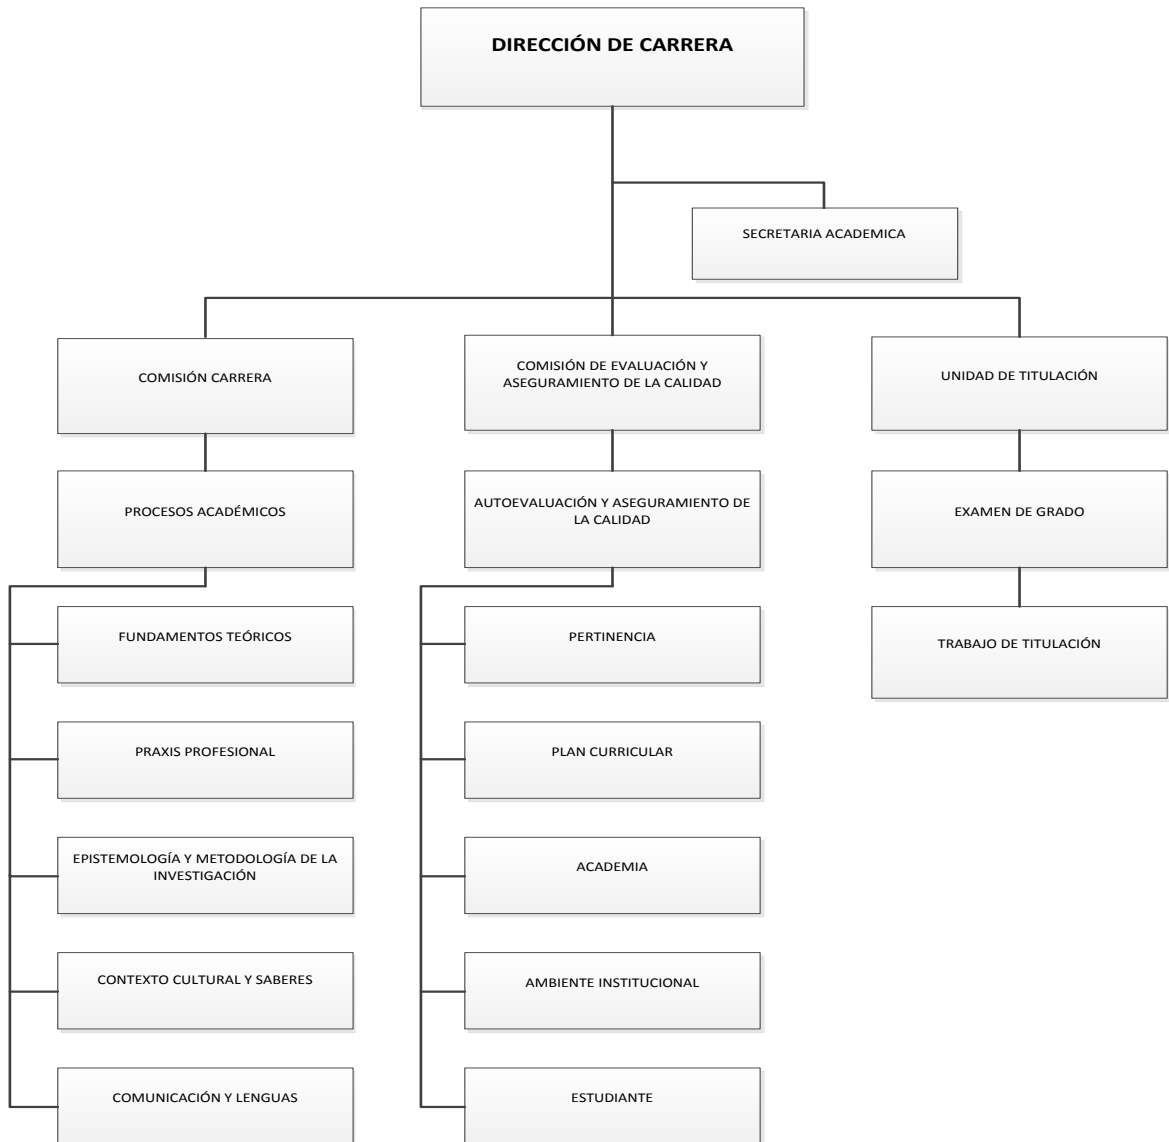 DIRECCIÓN DE CARRERA
SECRETARIA ACADEMICA
COMISIÓN CARRERA
COMISIÓN DE EVALUACIÓN Y
ASEGURAMIENTO DE LA CALIDAD
UNIDAD DE TITULACIÓN
PROCESOS ACADÉMICOS
AUTOEVALUACIÓN Y ASEGURAMIENTO DE
LA CALIDAD
EXAMEN DE GRADO
FUNDAMENTOS TEÓRICOS
PERTINENCIA
TRABAJO DE TITULACIÓN
PRAXIS PROFESIONAL
PLAN CURRICULAR
EPISTEMOLOGÍA Y METODOLOGÍA DE LA
INVESTIGACIÓN
ACADEMIA
CONTEXTO CULTURAL Y SABERES
AMBIENTE INSTITUCIONAL
COMUNICACIÓN Y LENGUAS
ESTUDIANTE